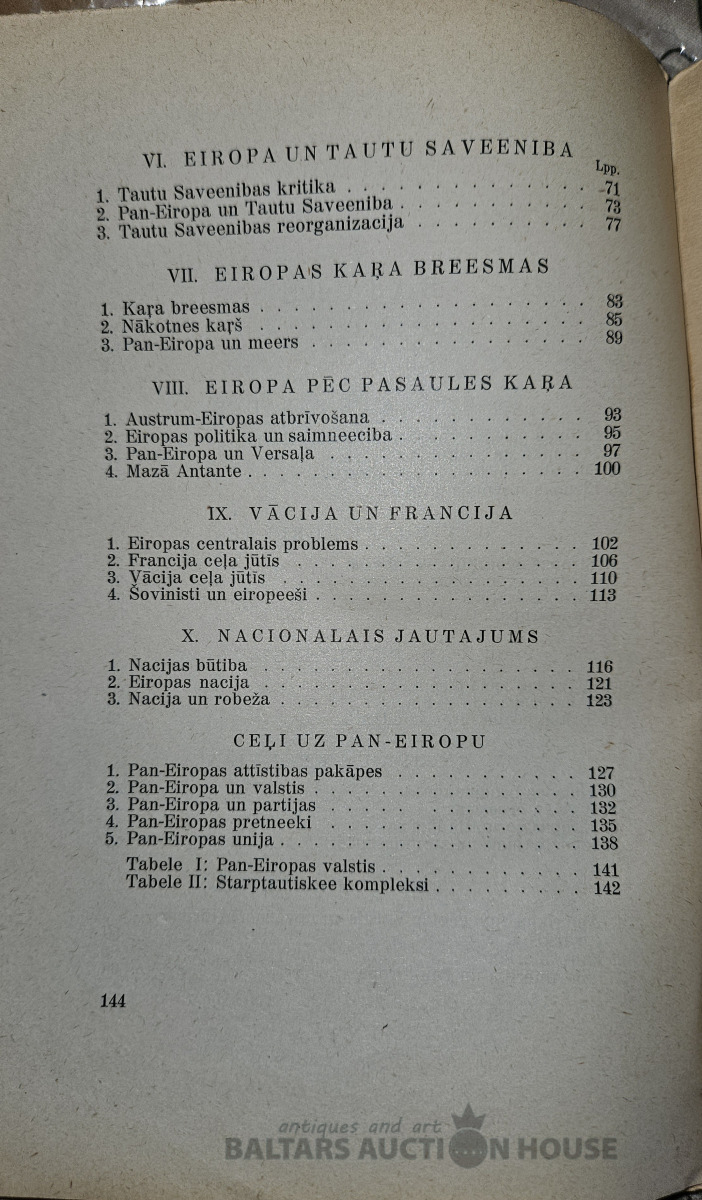 VI. EIROPA UN TAUTU SAVEENIBA
Lpp.
1. Tautu Saveenibas kritika . . . . . . . . . . . . . . 71
2. Pan-Eiropa un Tautu Saveeniba . . . . . . . . . . 73
3. Tautu Saveenibas reorganizacija . . . . . . . . . . 77
VII. EIROPAS KAŖA BREESMAS
1. Kaŗa breesmas . . . . . . . . . . . . . . . . . . . 83
2. Nākotnes kaŗš . . . . . . . . . . . . . . . . . . . 85
3. Pan-Eiropa un meers . . . . . . . . . . . . . . . . 89
VIII. EIROPA PĒC PASAULES KAŖA
1. Austrum-Eiropas atbrīvošana . . . . . . . . . . . . 93
2. Eiropas politika un saimneeciba . . . . . . . . . . . 95
3. Pan-Eiropa un Versaļa . . . . . . . . . . . . . . . 97
4. Mazā Antante . . . . . . . . . . . . . . . . . . . . 100
IX. VĀCIJA UN FRANCIJA
1. Eiropas centralais problems . . . . . . . . . . . . . 102
2. Francija ceļa jūtīs . . . . . . . . . . . . . . . . . 106
3. Vācija ceļa jūtīs . . . . . . . . . . . . . . . . . . 110
4. Šovinisti un eiropeeši . . . . . . . . . . . . . . . . 113
X. NACIONALAIS JAUTAJUMS
1. Nacijas būtiba . . . . . . . . . . . . . . . . . . . 116
2. Eiropas nacija . . . . . . . . . . . . . . . . . . . 121
3. Nacija un robeža . . . . . . . . . . . . . . . . . . 123
CEĻI UZ PAN-EIROPU
1. Pan-Eiropas attīstibas pakāpes . . . . . . . . . . . 127
2. Pan-Eiropa un valstis . . . . . . . . . . . . . . . . 130
3. Pan-Eiropa un partijas . . . . . . . . . . . . . . . 132
4. Pan-Eiropas pretneeki . . . . . . . . . . . . . . . 135
5. Pan-Eiropas unija . . . . . . . . . . . . . . . . . . 138
Tabele I: Pan-Eiropas valstis . . . . . . . . . . . . 141
Tabele II: Starptautiskee kompleksi . . . . . . . . . 142
144
antiques and art
BALTARS AUCTION HOUSE